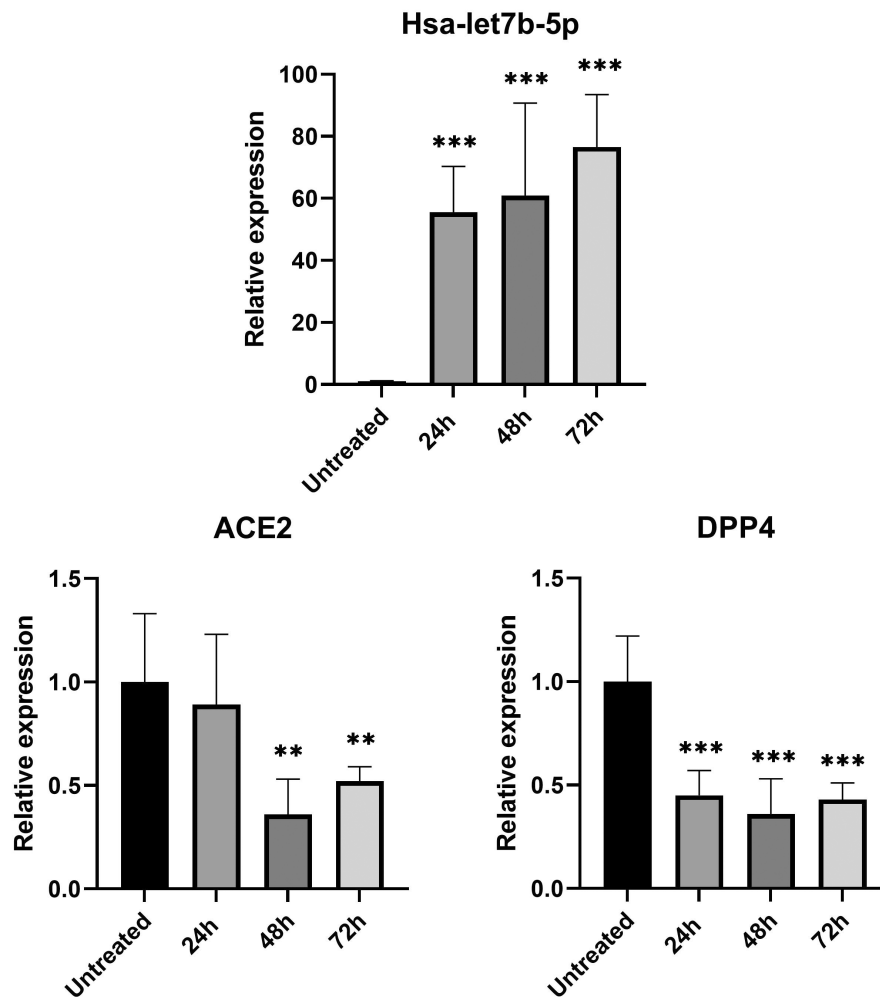 Hsa-let7b-5p
Relative expression
100
80
60
40
20
0
***
***
***
Untreated
24h
48h
72h
ACE2
Relative expression
1.5
1.0
0.5
0.0
**
**
Untreated
24h
48h
72h
DPP4
Relative expression
1.5
1.0
0.5
0.0
***
***
***
Untreated
24h
48h
72h